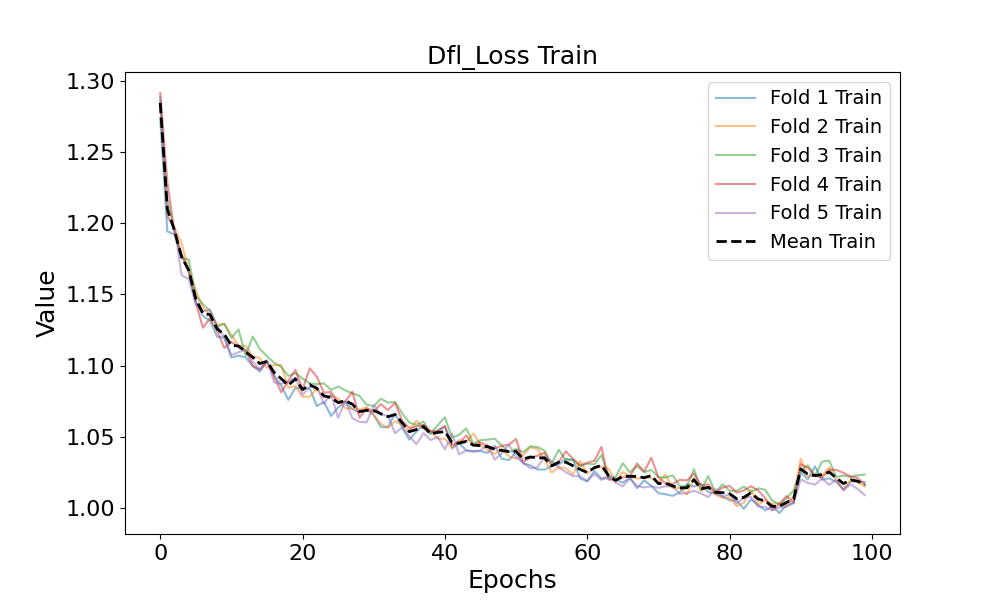 Dfl_Loss Train
Value
1.30
1.25
1.20
1.15
1.10
1.05
1.00
Fold 1 Train
Fold 2 Train
Fold 3 Train
Fold 4 Train
Fold 5 Train
Mean Train
0 20 40 60 80 100
Epochs